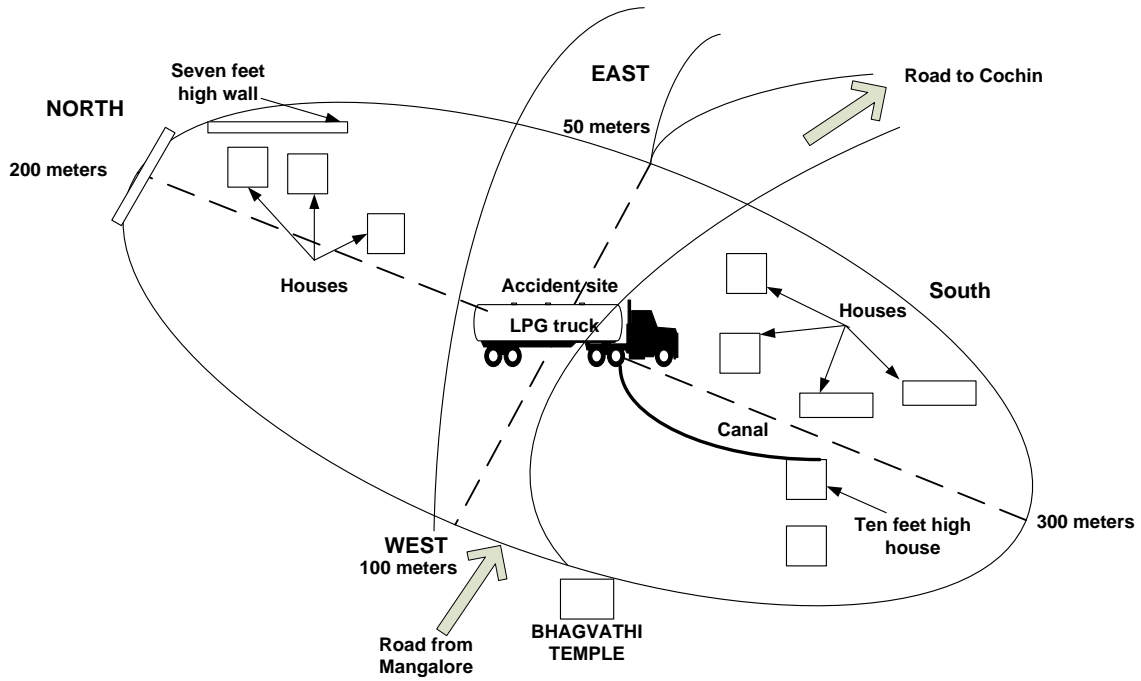 EAST
Seven feet
high wall
Road to Cochin
NORTH
50 meters
200 meters
Houses
Accident site
South
LPG truck
Houses
Canal
Ten feet high
house
300 meters
WEST
100 meters
BHAGVATHI
TEMPLE
Road from
Mangalore